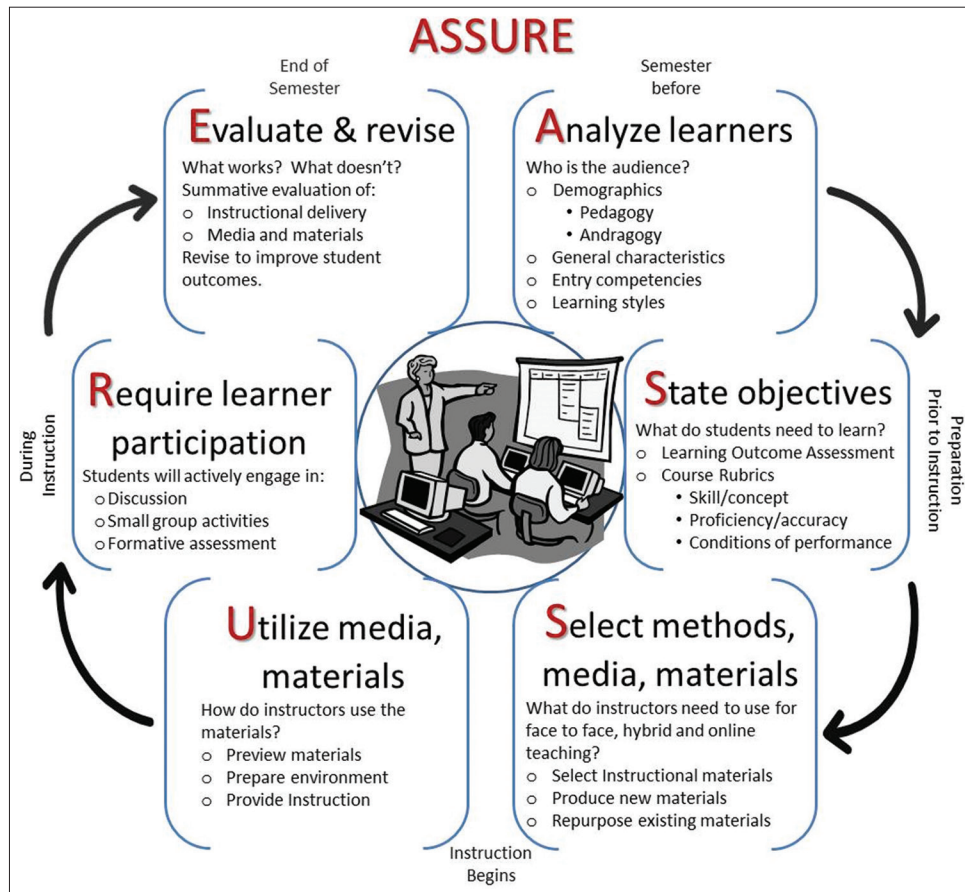 ASSURE
Semester
before
Analyze learners
Who is the audience?
o Demographics
• Pedagogy
• Andragogy
o General characteristics
o Entry competencies
o Learning styles
Preparation
Prior to Instruction
State objectives
What do students need to learn?
o Learning Outcome Assessment
o Course Rubrics
• Skill/concept
• Proficiency/accuracy
• Conditions of performance
Select methods,
media, materials
What do instructors need to use for
face to face, hybrid and online
teaching?
o Select Instructional materials
o Produce new materials
o Repurpose existing materials
Instruction
Begins
Utilize media,
materials
How do instructors use the
materials?
o Preview materials
o Prepare environment
o Provide Instruction
During
Instruction
Require learner
participation
Students will actively engage in:
o Discussion
o Small group activities
o Formative assessment
End of
Semester
Evaluate & revise
What works? What doesn't?
Summative evaluation of:
o Instructional delivery
o Media and materials
Revise to improve student
outcomes.